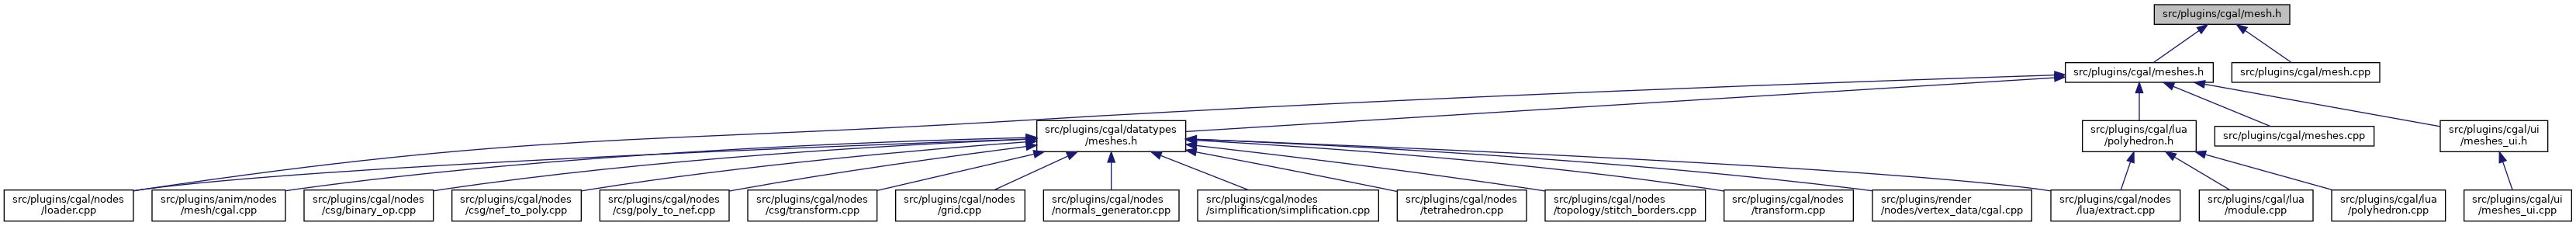 src/plugins/cgal/mesh.h
src/plugins/cgal/meshes.h
src/plugins/cgal/mesh.cpp
src/plugins/cgal/datatypes
/meshes.h
src/plugins/cgal/lua
/polyhedron.h
src/plugins/cgal/meshes.cpp
src/plugins/cgal/ui
/meshes_ui.h
src/plugins/cgal/nodes
/loader.cpp
src/plugins/anim/nodes
/mesh/cgal.cpp
src/plugins/cgal/nodes
/csg/binary_op.cpp
src/plugins/cgal/nodes
/csg/nef_to_poly.cpp
src/plugins/cgal/nodes
/csg/poly_to_nef.cpp
src/plugins/cgal/nodes
/csg/transform.cpp
src/plugins/cgal/nodes
/grid.cpp
src/plugins/cgal/nodes
/normals_generator.cpp
src/plugins/cgal/nodes
/simplification/simplification.cpp
src/plugins/cgal/nodes
/tetrahedron.cpp
src/plugins/cgal/nodes
/topology/stitch_borders.cpp
src/plugins/cgal/nodes
/transform.cpp
src/plugins/render
/nodes/vertex_data/cgal.cpp
src/plugins/cgal/nodes
/lua/extract.cpp
src/plugins/cgal/lua
/module.cpp
src/plugins/cgal/lua
/polyhedron.cpp
src/plugins/cgal/ui
/meshes_ui.cpp